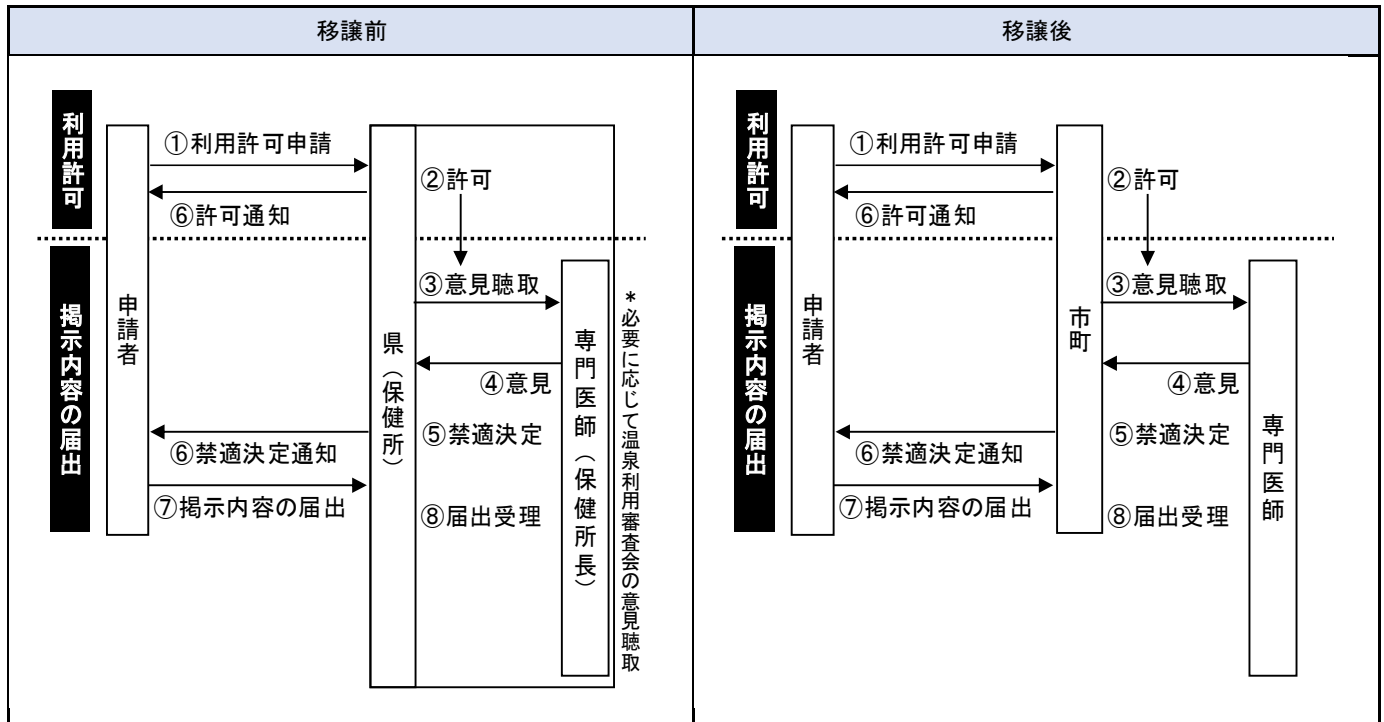 移譲前
利用許可
掲示内容の届出
申請者
①利用許可申請
⑥許可通知
県（保健所）
②許可
③意見聴取
④意見
⑤禁適決定
⑥禁適決定通知
⑦掲示内容の届出
⑧届出受理
専門医師（保健所長）
＊必要に応じて温泉利用審査会の意見聴取
移譲後
利用許可
掲示内容の届出
申請者
①利用許可申請
⑥許可通知
市町
②許可
③意見聴取
④意見
⑤禁適決定
⑥禁適決定通知
⑦掲示内容の届出
⑧届出受理
専門医師